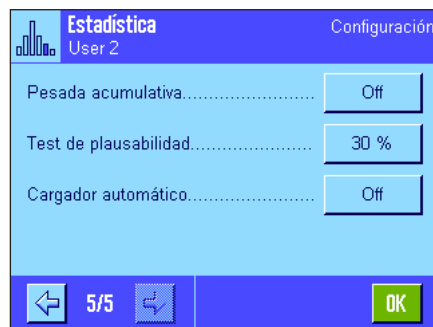 Estadística
Configuración
User 2
Pesada acumulativa....................... Off
Test de plausabilidad...................... 30 %
Cargador automático....................... Off
5/5
OK